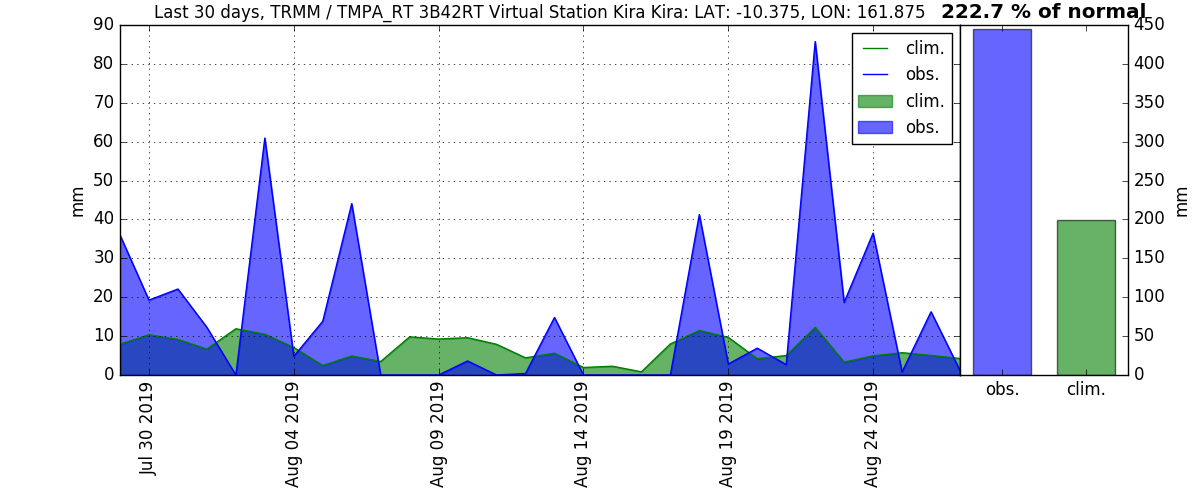 Last 30 days, TRMM / TMPA_RT 3B42RT Virtual Station Kira Kira: LAT: -10.375, LON: 161.875
222.7 % of normal
90
80
70
60
50
40
30
20
10
0
mm
clim.
obs.
clim.
obs.
Jul 30 2019
Aug 04 2019
Aug 09 2019
Aug 14 2019
Aug 19 2019
Aug 24 2019
450
400
350
300
250
200
150
100
50
0
mm
obs.
clim.